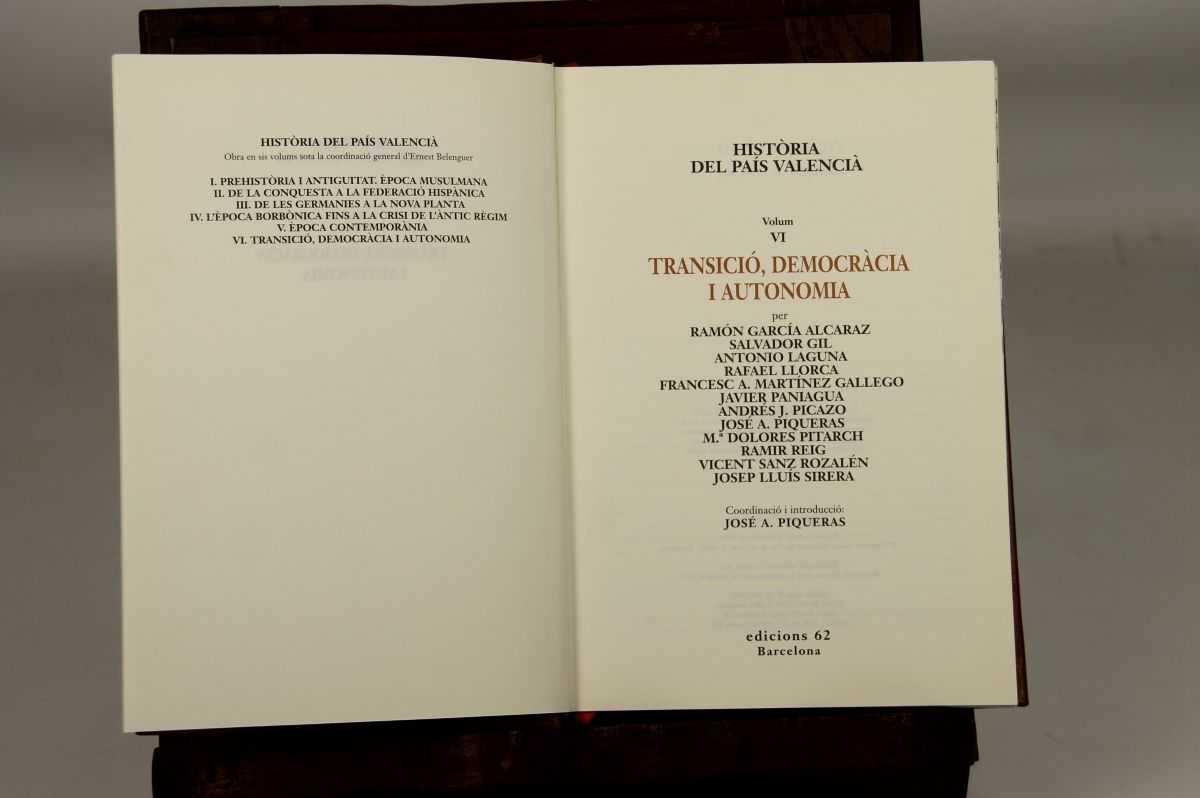 HISTÒRIA DEL PAÍS VALENCIÀ
Obra en sis volums sota la coordinació general d'Ernest Belenguer
I. PREHISTÒRIA I ANTIGUITAT. ÈPOCA MUSULMANA
II. DE LA CONQUESTA A LA FEDERACIÓ HISPÀNICA
III. DE LES GERMANIES A LA NOVA PLANTA
IV. L'ÈPOCA BORBÒNICA FINS A LA CRISI DE L'ÀNTIC RÈGIM
V. ÈPOCA CONTEMPORÀNIA
VI. TRANSICIÓ, DEMOCRÀCIA I AUTONOMIA
HISTÒRIA
DEL PAÍS VALENCIÀ
Volum
VI
TRANSICIÓ, DEMOCRÀCIA
I AUTONOMIA
per
RAMÓN GARCÍA ALCARAZ
SALVADOR GIL
ANTONIO LAGUNA
RAFAEL LLORCA
FRANCESC A. MARTÍNEZ GALLEGO
JAVIER PANIAGUA
ANDRÉS J. PICAZO
JOSÉ A. PIQUERAS
M.ª DOLORES PITARCH
RAMIR REIG
VICENT SANZ ROZALÉN
JOSEP LLUÍS SIRERA
Coordinació i introducció:
JOSÉ A. PIQUERAS
edicions 62
Barcelona